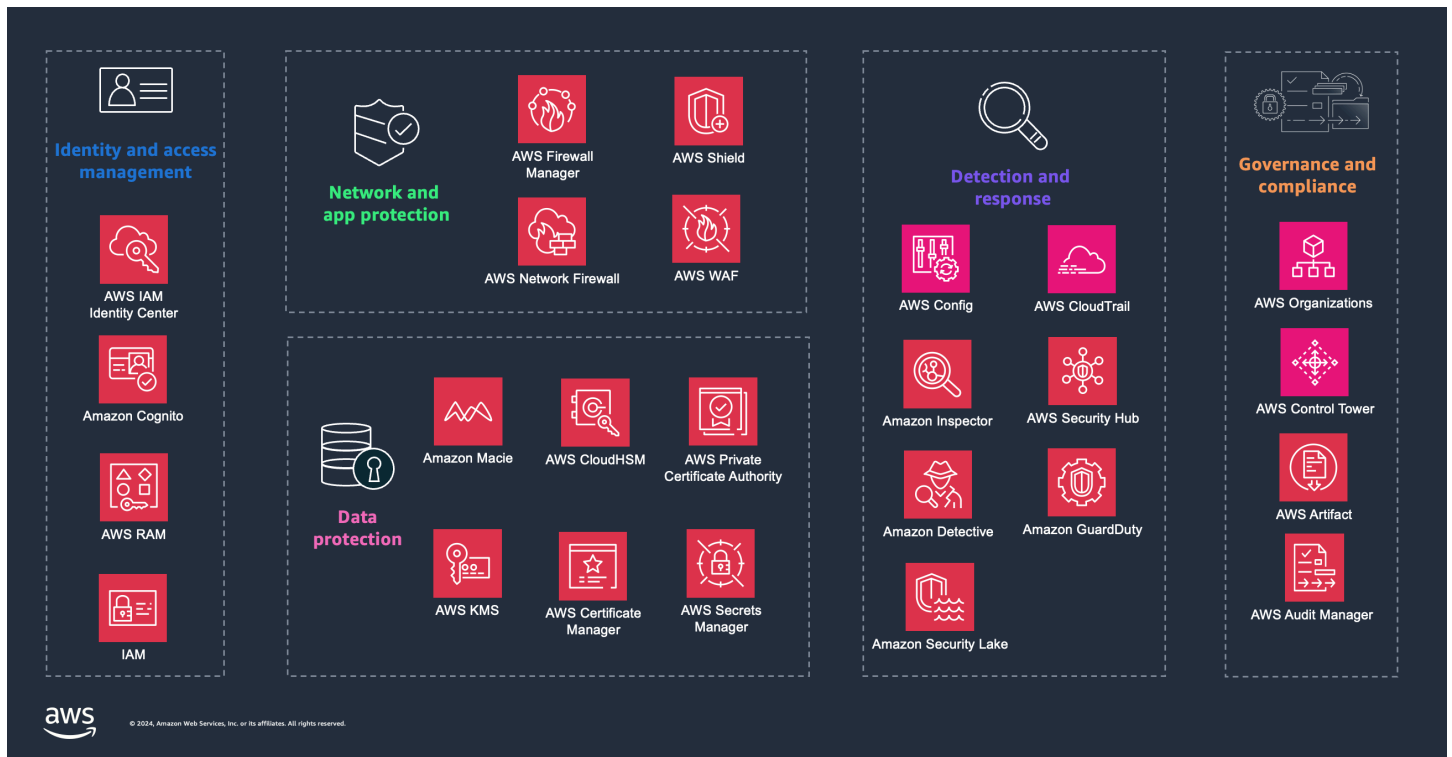 Identity and access
management
AWS IAM
Identity Center
Amazon Cognito
AWS RAM
IAM
Network and
app protection
AWS Firewall
Manager
AWS Shield
AWS Network Firewall
AWS WAF
Data
protection
Amazon Macie
AWS CloudHSM
AWS Private
Certificate Authority
AWS KMS
AWS Certificate
Manager
AWS Secrets
Manager
Detection and
response
AWS Config
AWS CloudTrail
Amazon Inspector
AWS Security Hub
Amazon Detective
Amazon GuardDuty
Amazon Security Lake
Governance and
compliance
AWS Organizations
AWS Control Tower
AWS Artifact
AWS Audit Manager
aws
© 2024, Amazon Web Services, Inc. or its affiliates. All rights reserved.